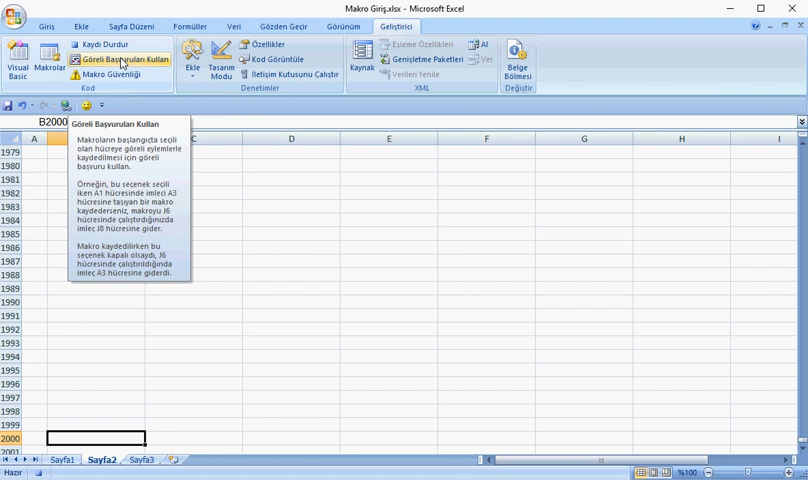 Makro Giriş.xlsx - Microsoft Excel
Giriş Ekle Sayfa Düzeni Formüller Veri Gözden Geçir Görünüm Geliştirici
Visual Basic
Makrolar
Kaydı Durdur
Göreli Başvuruları Kullan
Makro Güvenliği
Kod
Ekle
Tasarım Modu
Özellikler
Kod Görüntüle
İletişim Kutusunu Çalıştır
Denetimler
Kaynak
Eşleme Özellikleri
Genişletme Paketleri
Verileri Yenile
Al
Ver
XML
Belge Bölmesi
Değiştir
B2000
Göreli Başvuruları Kullan
Makroların başlangıçta seçili
olan hücreye göreli eylemlerle
kaydedilmesi için göreli
başvuru kullan.
Örneğin, bu seçenek seçili
iken A1 hücresinde imleci A3
hücresine taşıyan bir makro
kaydederseniz, makroyu J6
hücresinde çalıştırdığınızda
imleç J8 hücresine gider.
Makro kaydedilirken bu
seçenek kapalı olsaydı, J6
hücresinde çalıştırıldığında
imleç A3 hücresine giderdi.
A C D E F G H I
1979
1980
1981
1982
1983
1984
1985
1986
1987
1988
1989
1990
1991
1992
1993
1994
1995
1996
1997
1998
1999
2000
2001
Sayfa1 Sayfa2 Sayfa3
Hazır %100